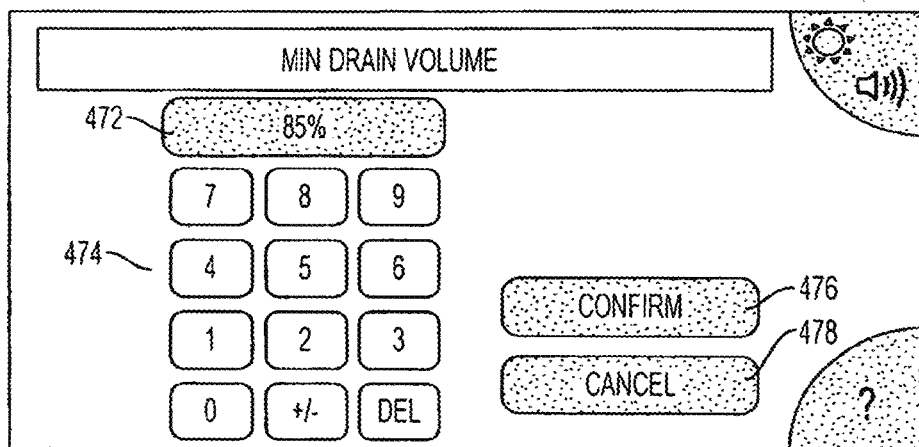 MIN DRAIN VOLUME
472
85%
7 8 9
474
4 5 6
1 2 3
0 +/- DEL
CONFIRM
476
478
CANCEL
?